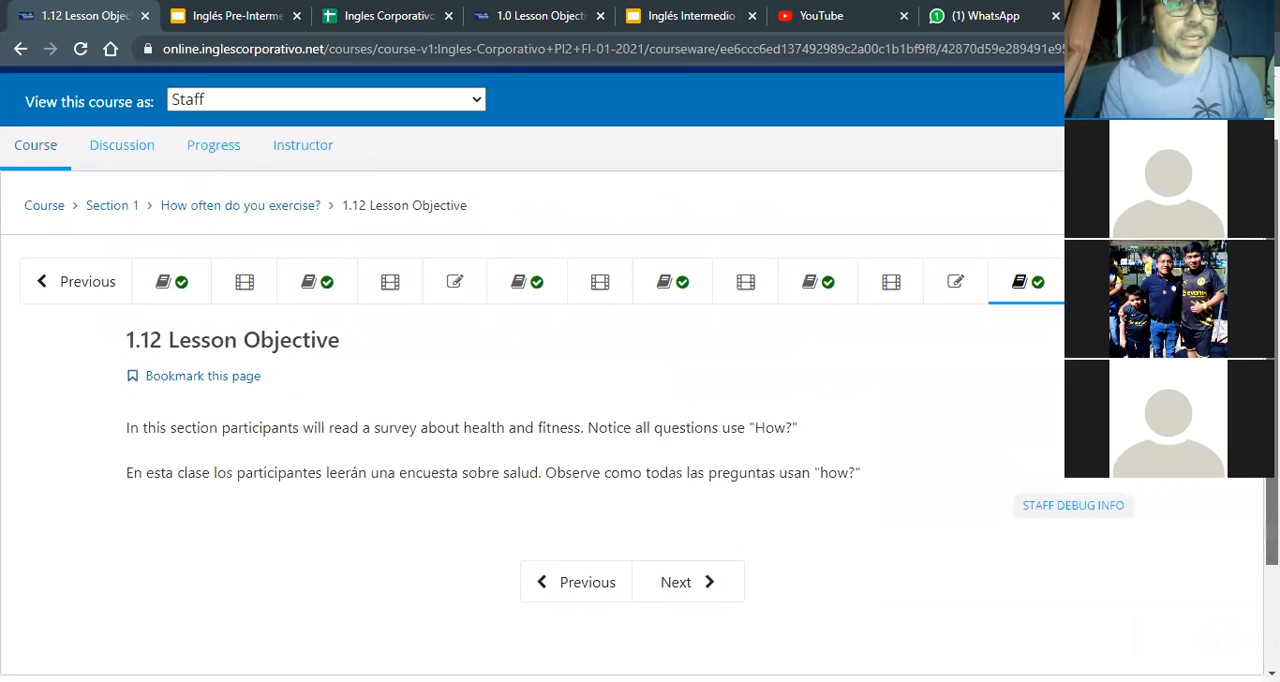 1.12 Lesson Objec
Inglés Pre-Interme
Ingles Corporativo
1.0 Lesson Objecti
Inglés Intermedio
YouTube
(1) WhatsApp
online.inglescorporativo.net/courses/course-v1:Ingles-Corporativo+PI2+FI-01-2021/courseware/ee6ccc6ed137492989c2a00c1b1bf9f8/42870d59e289491e95
View this course as: Staff
Course Discussion Progress Instructor
Course > Section 1 > How often do you exercise? > 1.12 Lesson Objective
Previous
1.12 Lesson Objective
Bookmark this page
In this section participants will read a survey about health and fitness. Notice all questions use "How?"
En esta clase los participantes leerán una encuesta sobre salud. Observe como todas las preguntas usan "how?"
STAFF DEBUG INFO
Previous Next